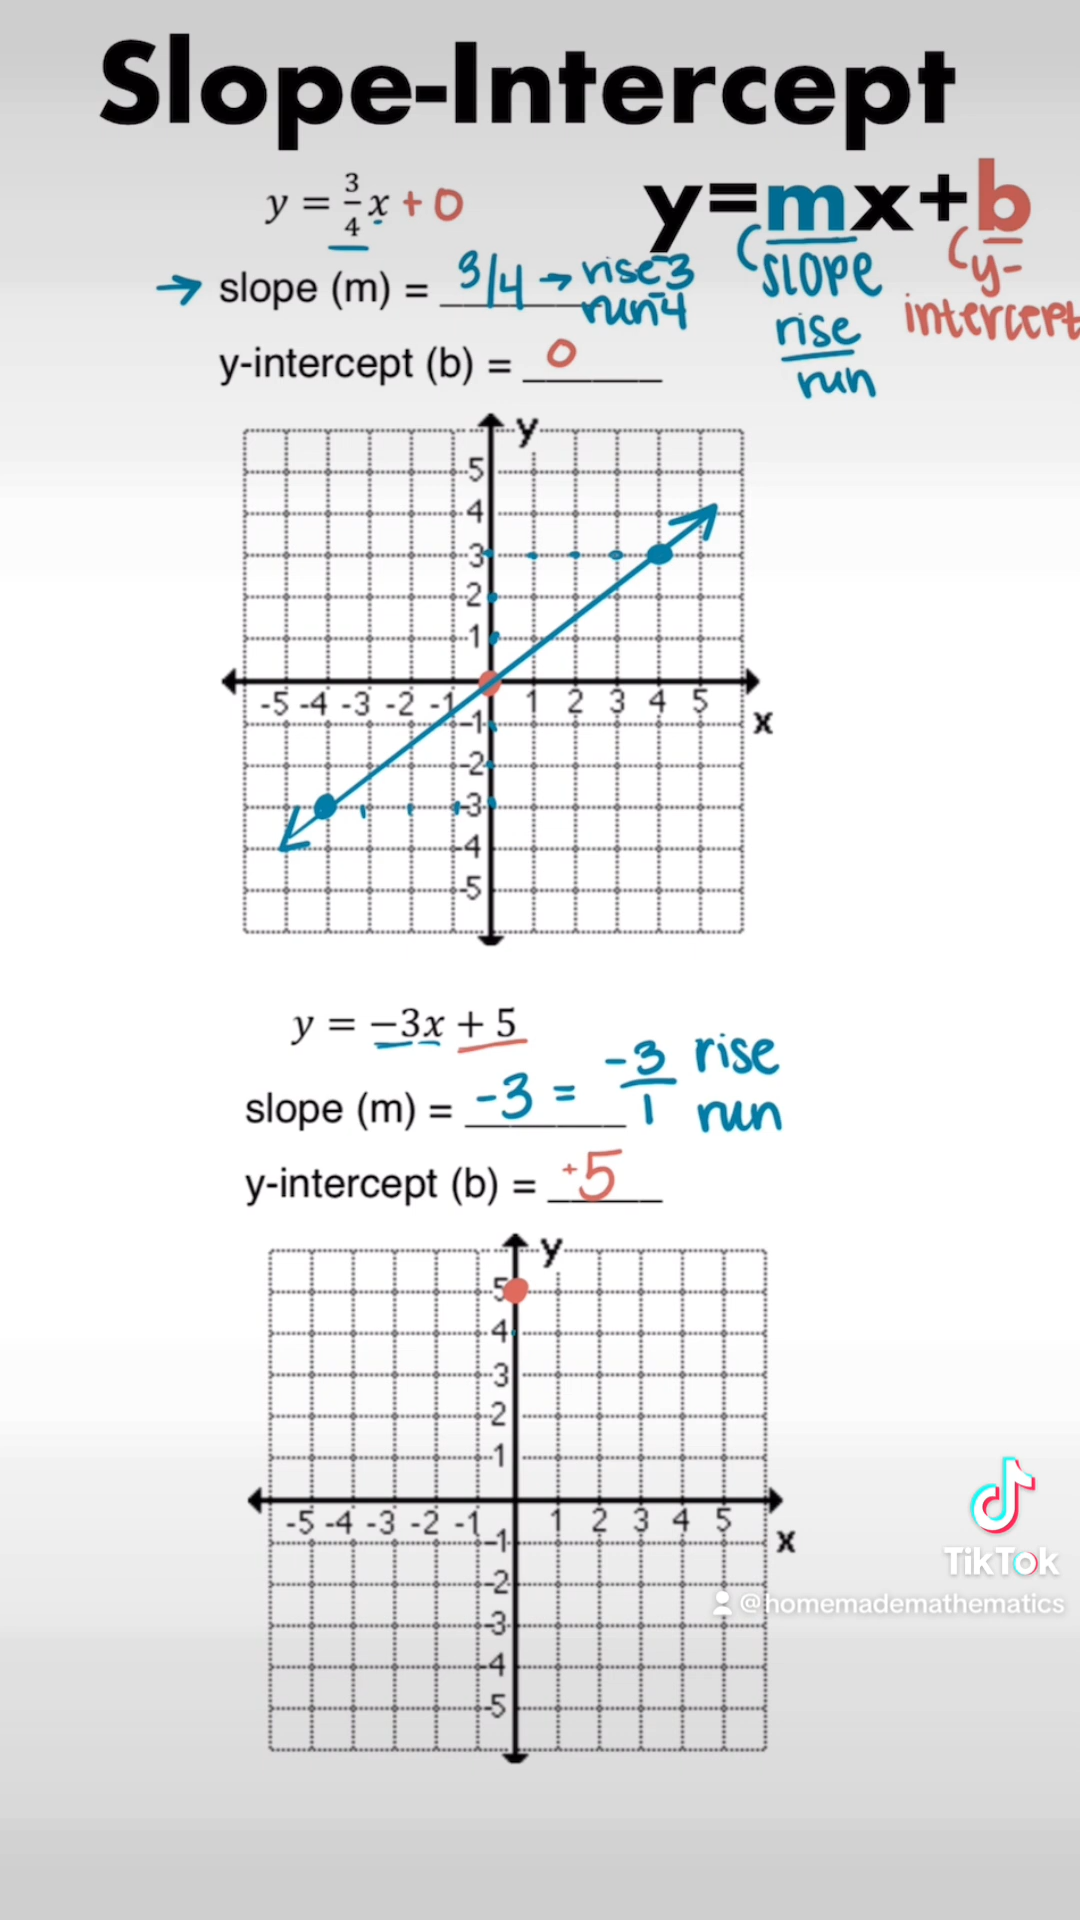 Slope-Intercept
y = 3/4 x + 0
y=mx+b
slope
rise
run
y-
intercept
→ slope (m) = 3/4 → rise-3
run-4
y-intercept (b) = 0
y
5
4
3
2
1
-5 -4 -3 -2 -1 1 2 3 4 5
x
-1
-2
-3
-4
-5
y = −3x + 5
slope (m) = -3 = -3/1 rise
run
y-intercept (b) = +5
y
5
4
3
2
1
-5 -4 -3 -2 -1 1 2 3 4 5
x
-1
-2
-3
-4
-5
TikTok
@homemademathematics